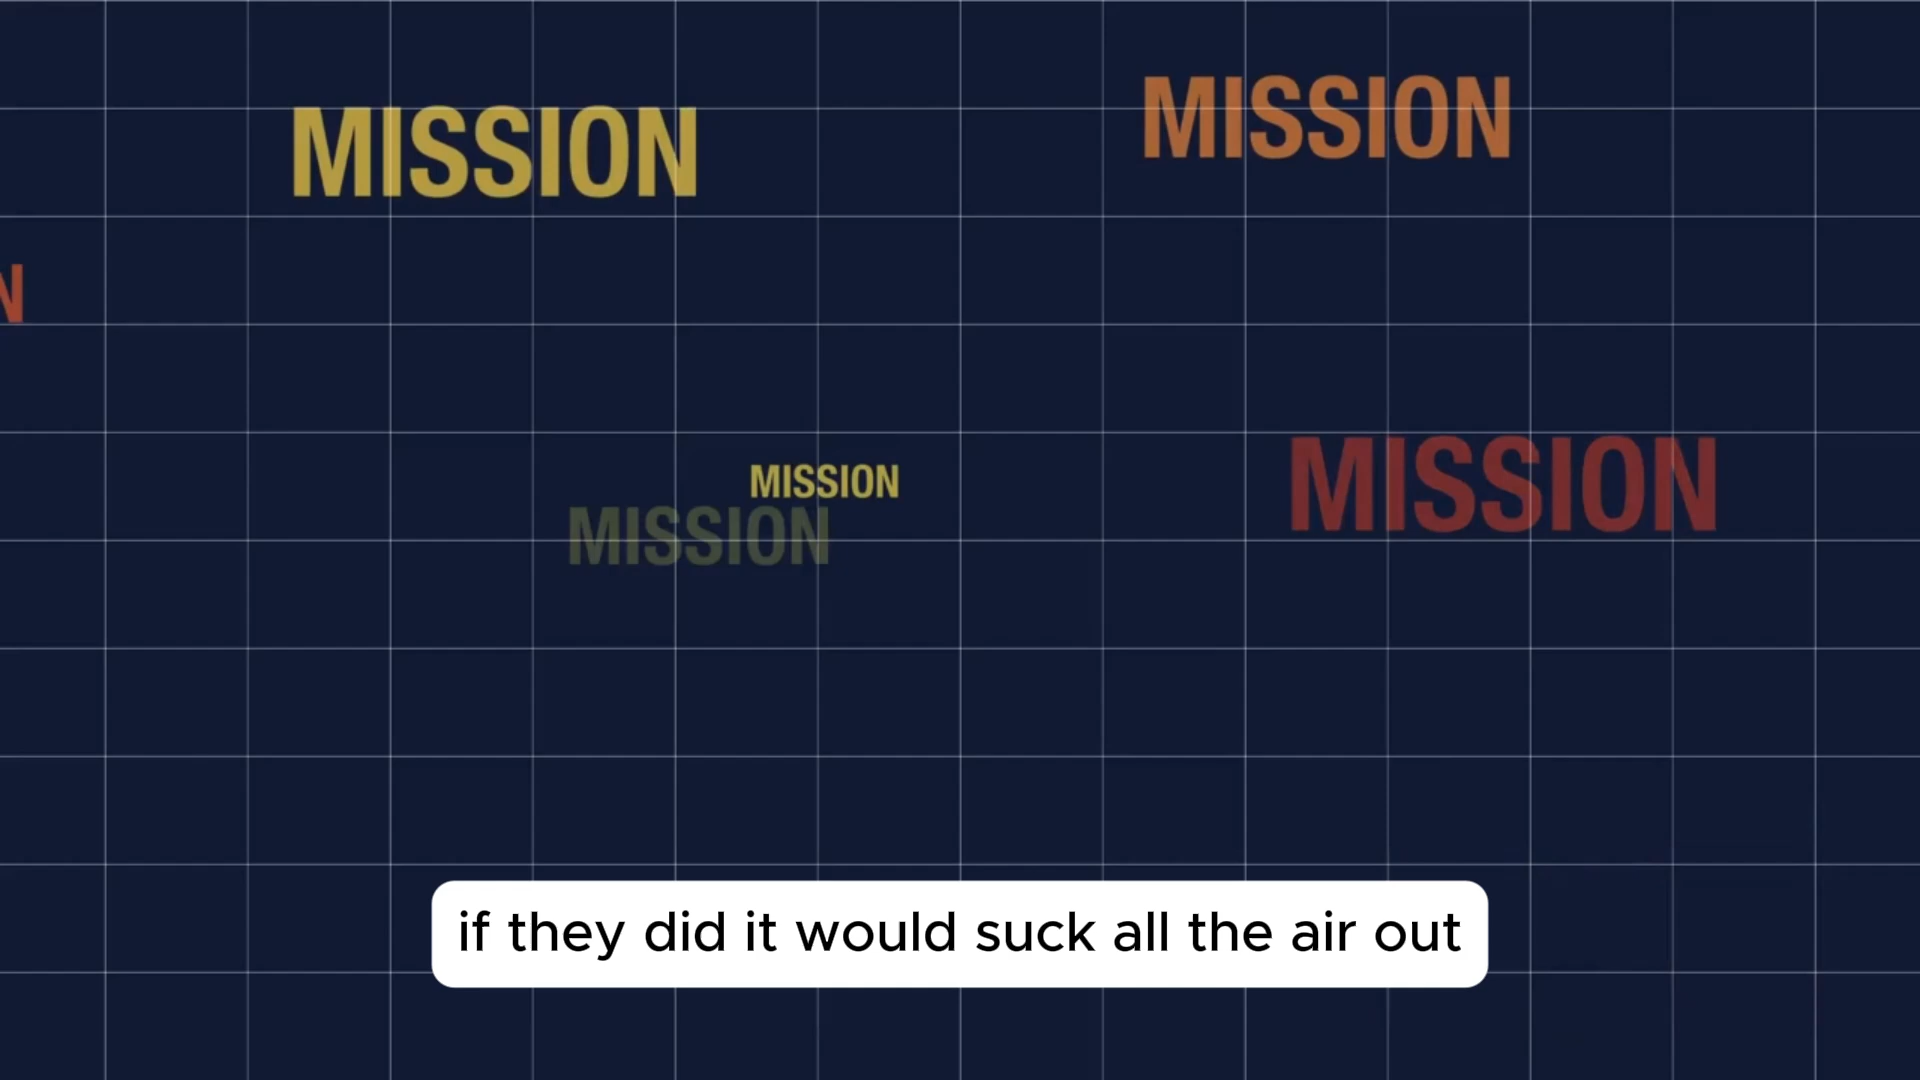 MISSION
MISSION
N
MISSION
MISSION
MISSION
if they did it would suck all the air out